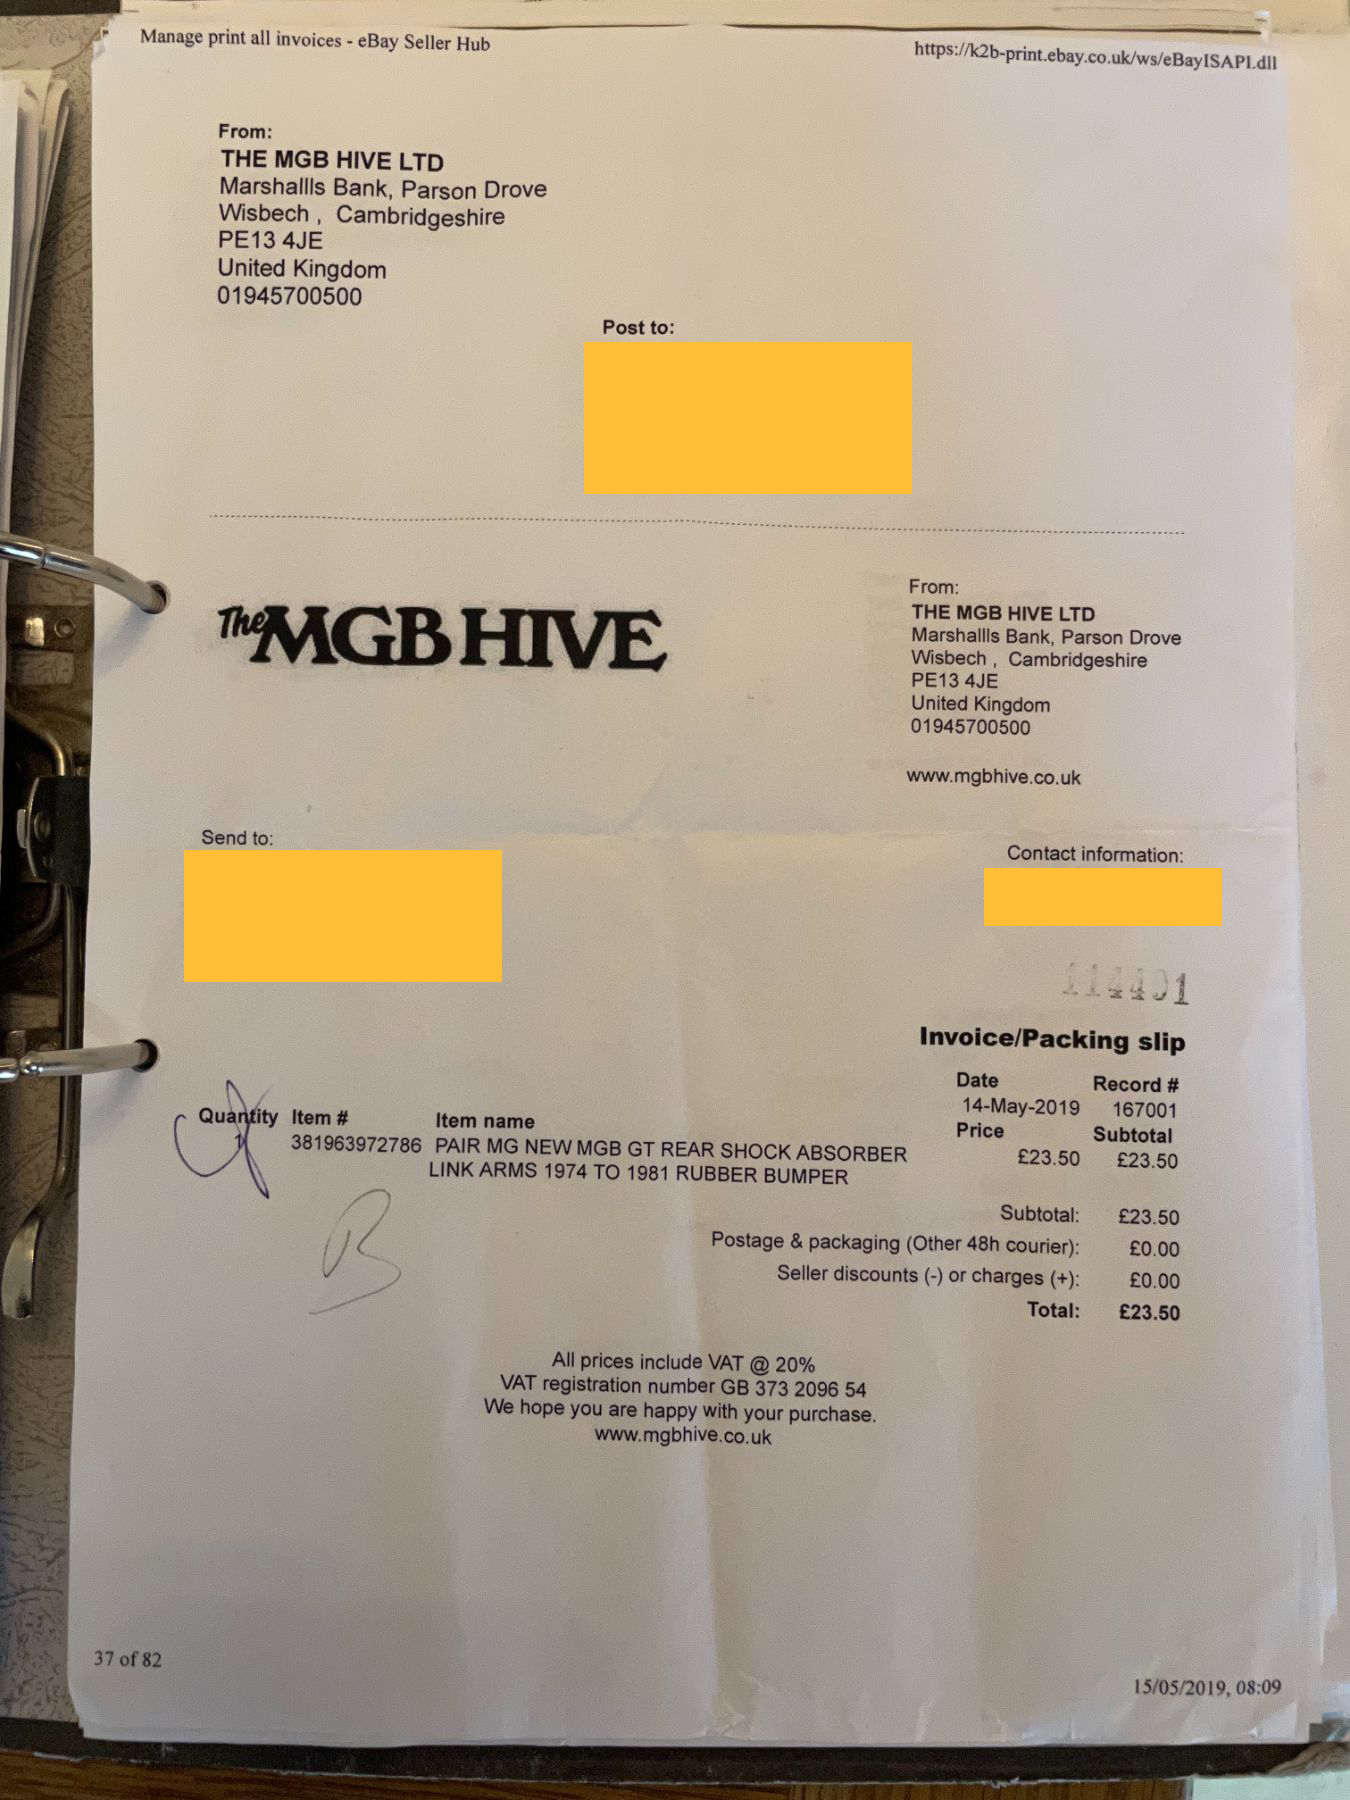 Manage print all invoices - eBay Seller Hub
https://k2b-print.ebay.co.uk/ws/eBayISAPI.dll
From:
THE MGB HIVE LTD
Marshallls Bank, Parson Drove
Wisbech , Cambridgeshire
PE13 4JE
United Kingdom
01945700500
Post to:
The MGB HIVE
From:
THE MGB HIVE LTD
Marshallls Bank, Parson Drove
Wisbech , Cambridgeshire
PE13 4JE
United Kingdom
01945700500
www.mgbhive.co.uk
Send to:
Contact information:
Invoice/Packing slip
Date Record #
14-May-2019 167001
Quantity Item # Item name Price Subtotal
1 381963972786 PAIR MG NEW MGB GT REAR SHOCK ABSORBER £23.50 £23.50
LINK ARMS 1974 TO 1981 RUBBER BUMPER
B
Subtotal: £23.50
Postage & packaging (Other 48h courier): £0.00
Seller discounts (-) or charges (+): £0.00
Total: £23.50
All prices include VAT @ 20%
VAT registration number GB 373 2096 54
We hope you are happy with your purchase.
www.mgbhive.co.uk
37 of 82
15/05/2019, 08:09